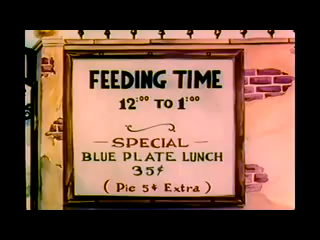 FEEDING TIME
12:00 TO 1:00
— SPECIAL —
BLUE PLATE LUNCH
35¢
( Pie 5¢ Extra )